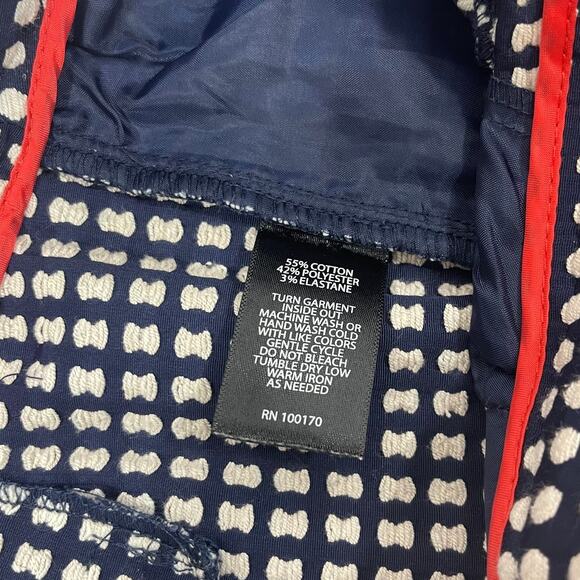 55% COTTON
42% POLYESTER
3% ELASTANE
TURN GARMENT
INSIDE OUT
MACHINE WASH OR
HAND WASH COLD
WITH LIKE COLORS
GENTLE CYCLE
DO NOT BLEACH
TUMBLE DRY LOW
WARM IRON
AS NEEDED
RN 100170